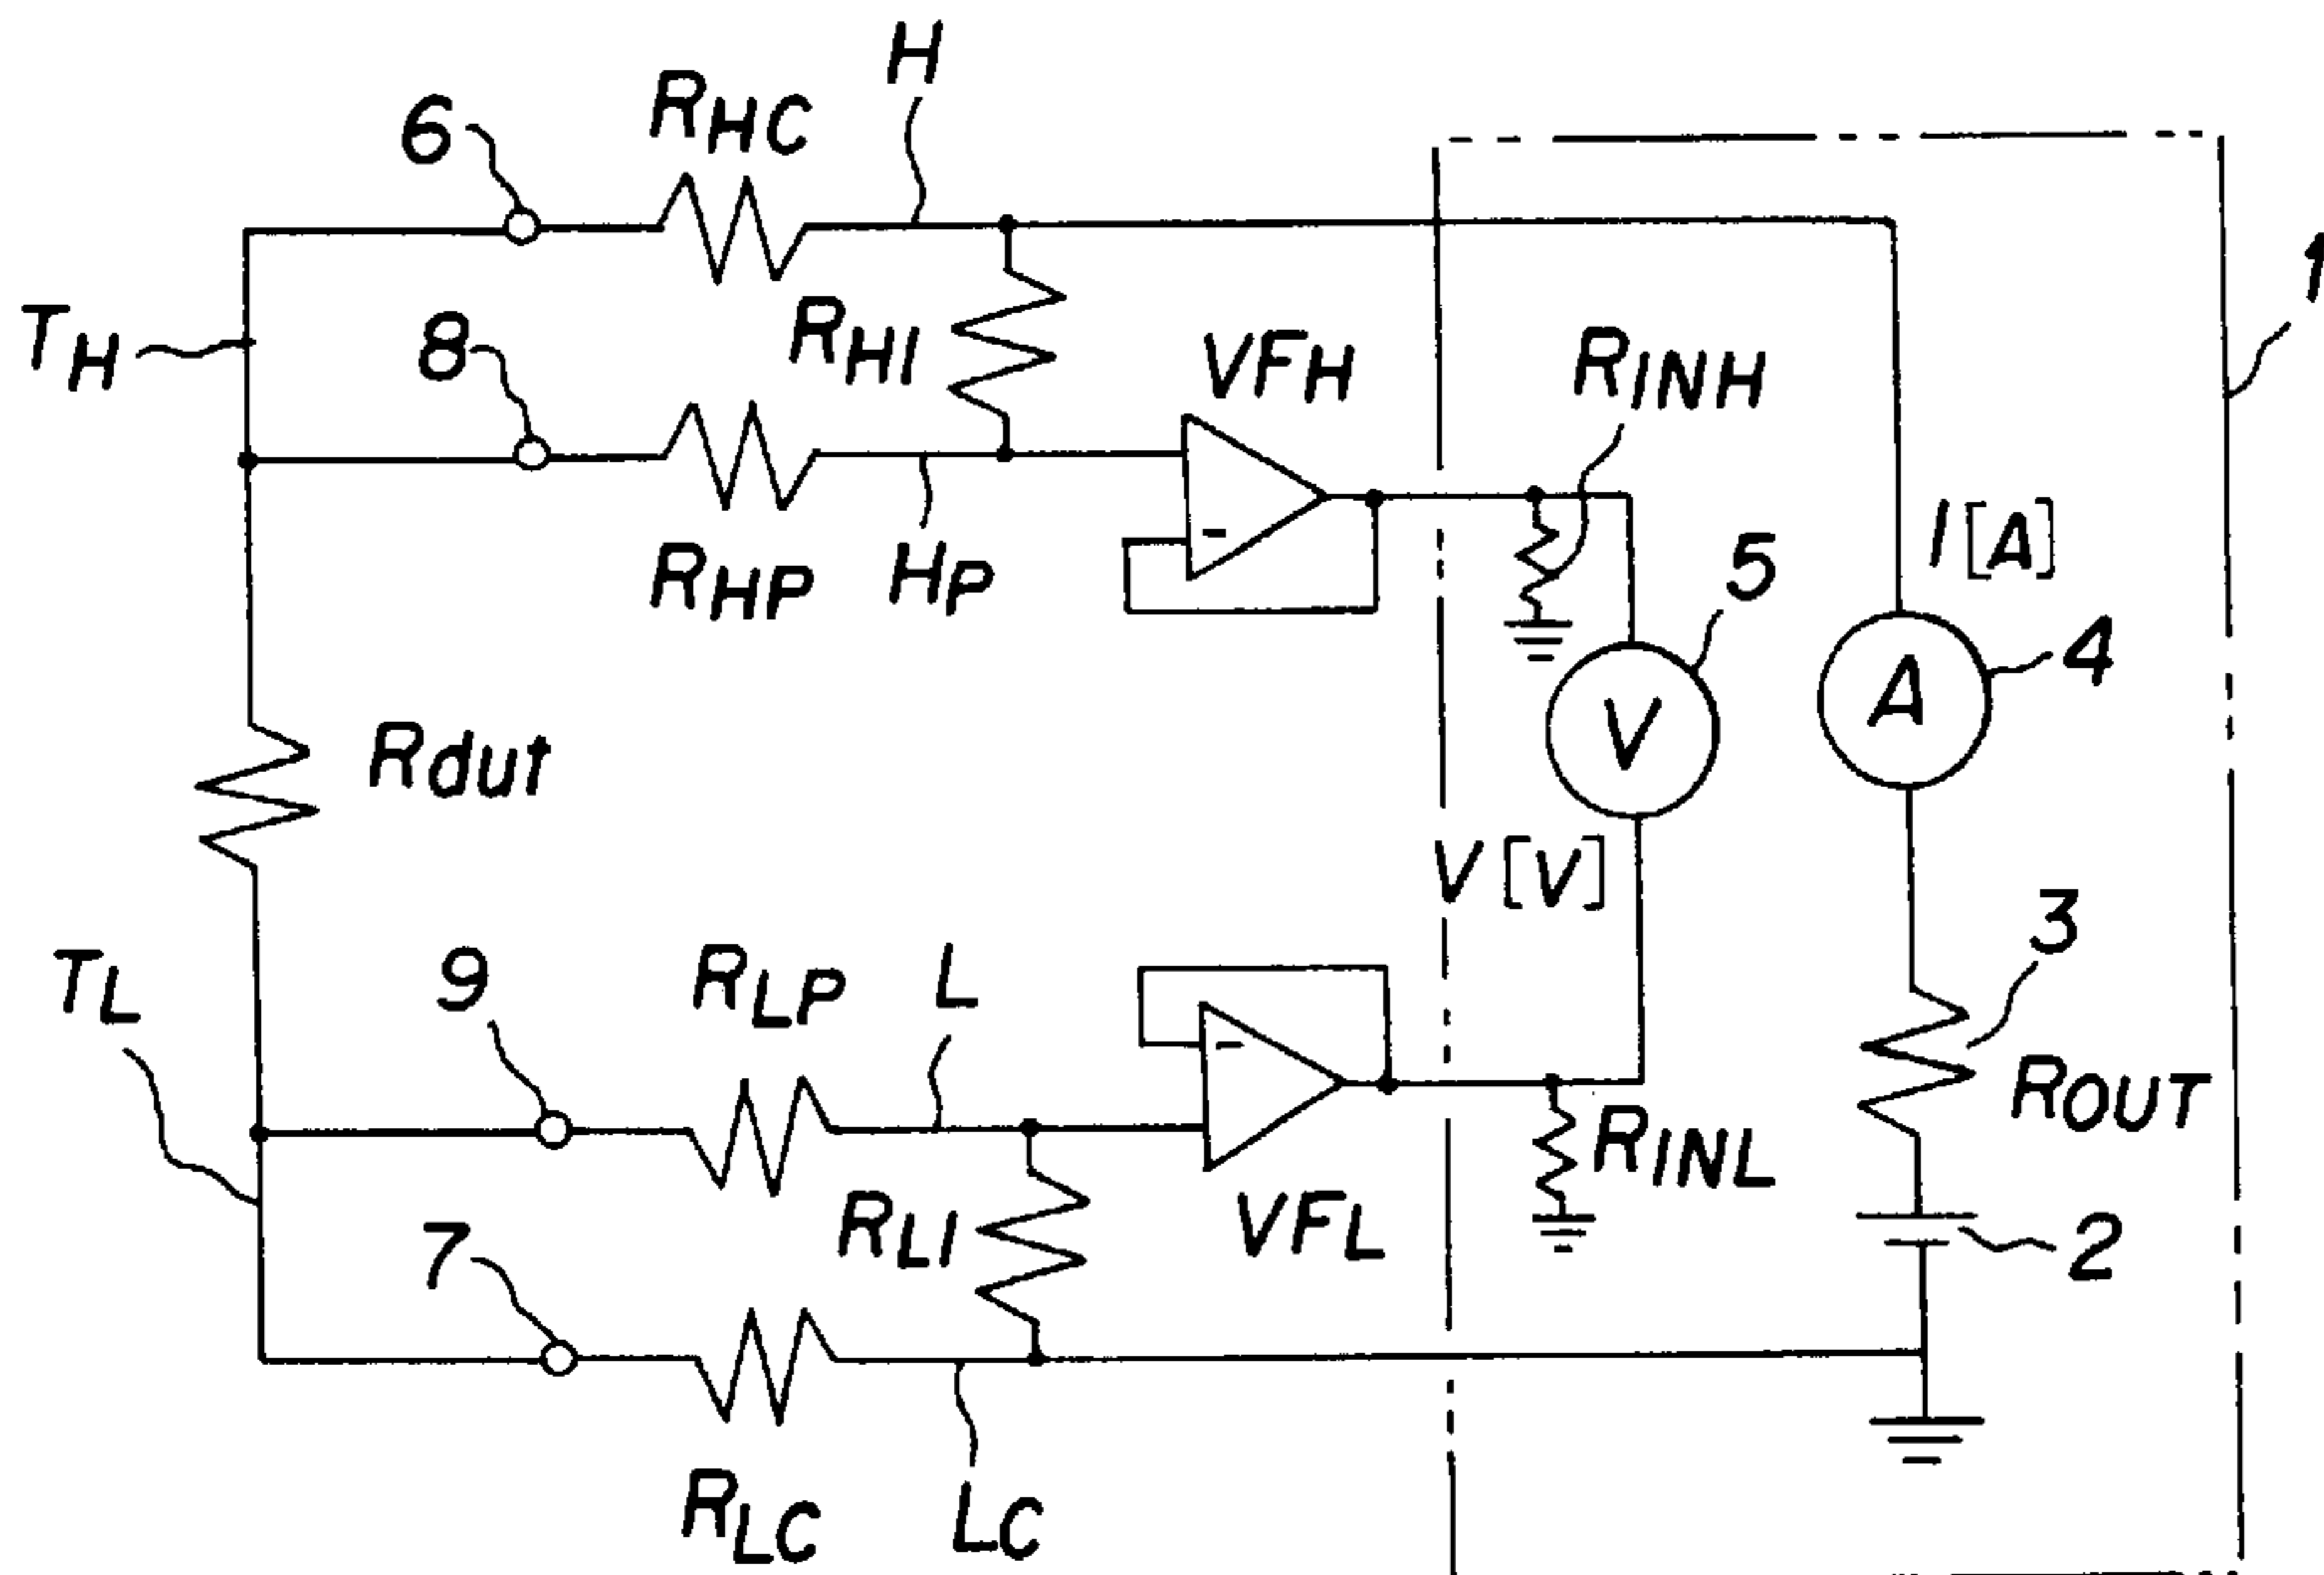 H
6
RHC
1
TH
8
RHI
VFH
RINH
RHP
HP
5
I[A]
4
A
V
Rdut
V[V]
3
TL
9
RLP
L
ROUT
RINL
7
RLI
VFL
2
RLC
LC